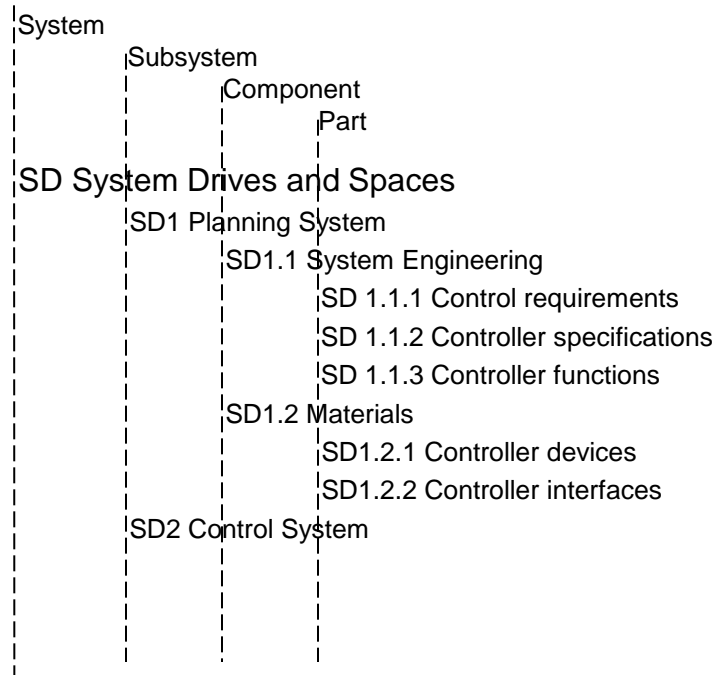 System
Subsystem
Component
Part
SD System Drives and Spaces
SD1 Planning System
SD1.1 System Engineering
SD 1.1.1 Control requirements
SD 1.1.2 Controller specifications
SD 1.1.3 Controller functions
SD1.2 Materials
SD1.2.1 Controller devices
SD1.2.2 Controller interfaces
SD2 Control System